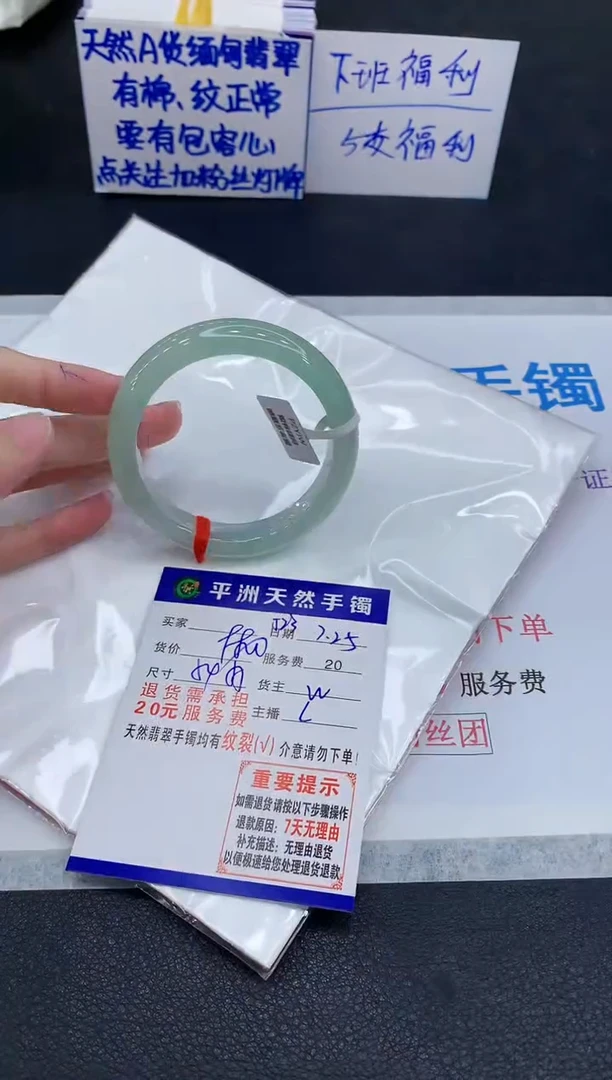 天然A货缅甸翡翠
有棉、纹正常
要有包容心
点关注加粉丝灯牌
下班福利
5交福利
手镯
证
下单
服务费
丝团
平洲天然手镯
买家 日期 7.25
货价 服务费 20
尺寸 货主 W
退货需承担
20元服务费 主播 L
天然翡翠手镯均有纹裂(√)介意请勿下单!
重要提示
如需退货请按以下步骤操作
退款原因:7天无理由
补充描述:无理由退货
以便极速给您处理退货退款